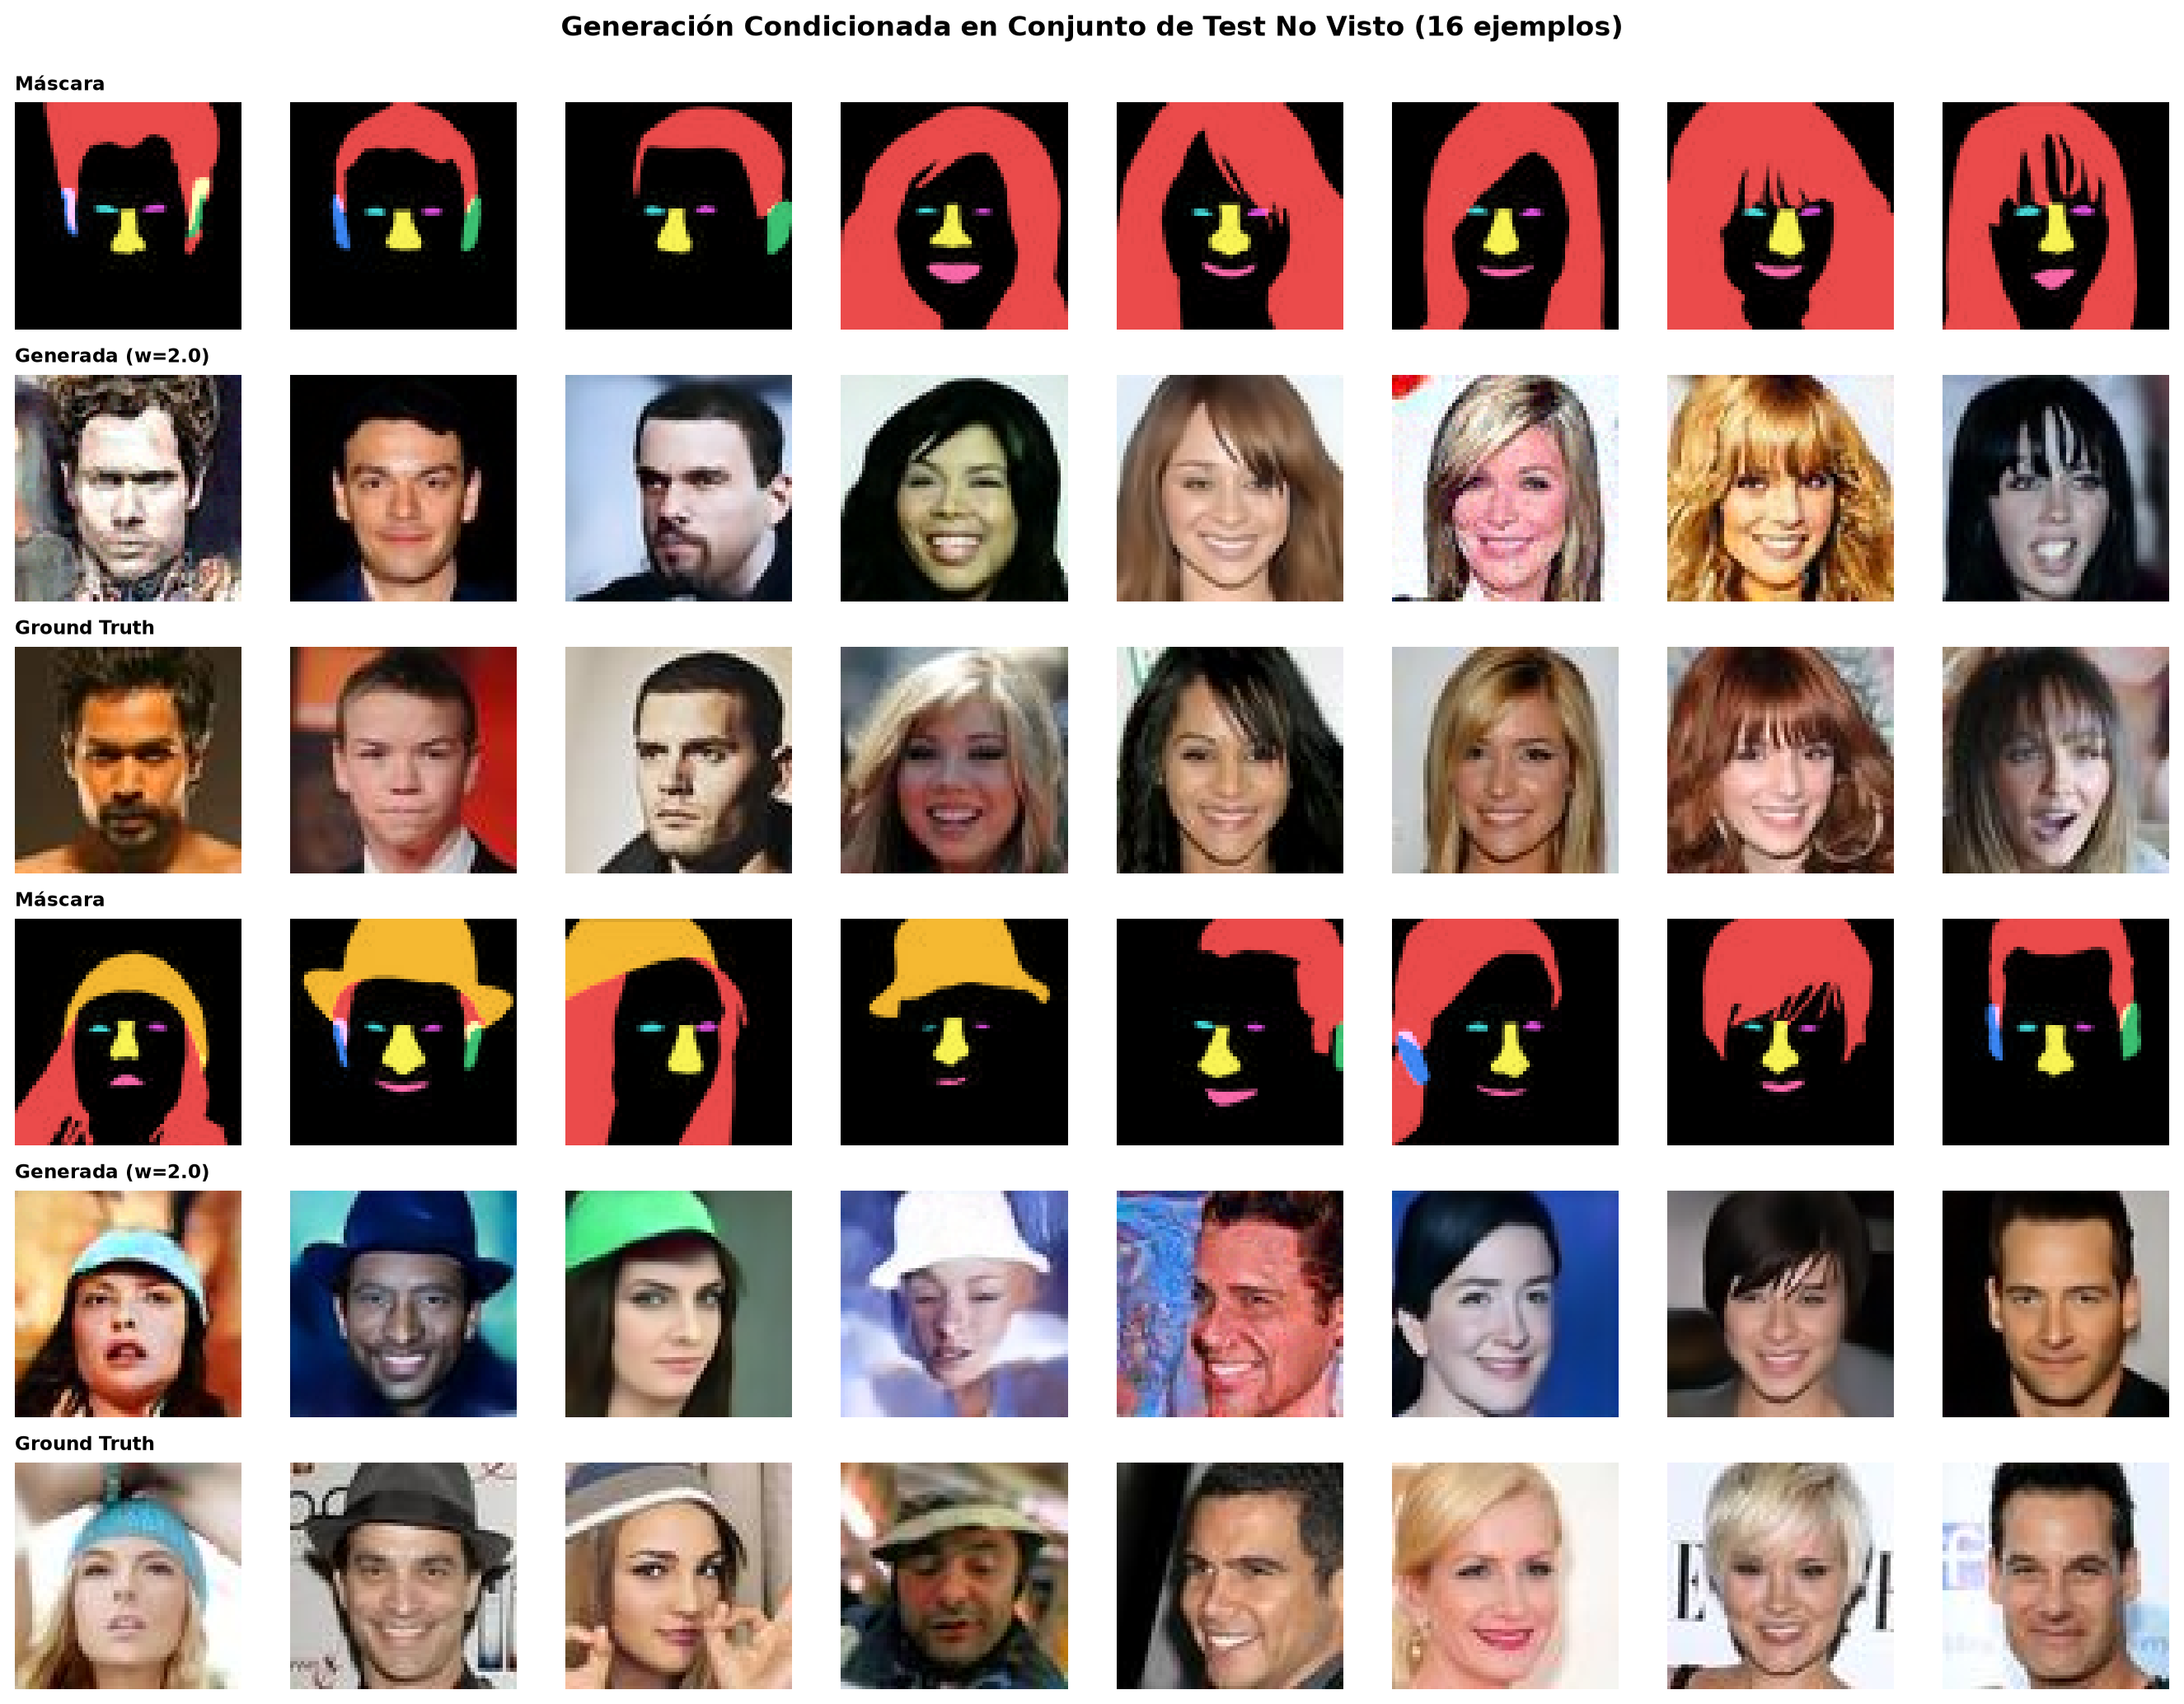 Generación Condicionada en Conjunto de Test No Visto (16 ejemplos)
Máscara
Generada (w=2.0)
Ground Truth
Máscara
Generada (w=2.0)
Ground Truth